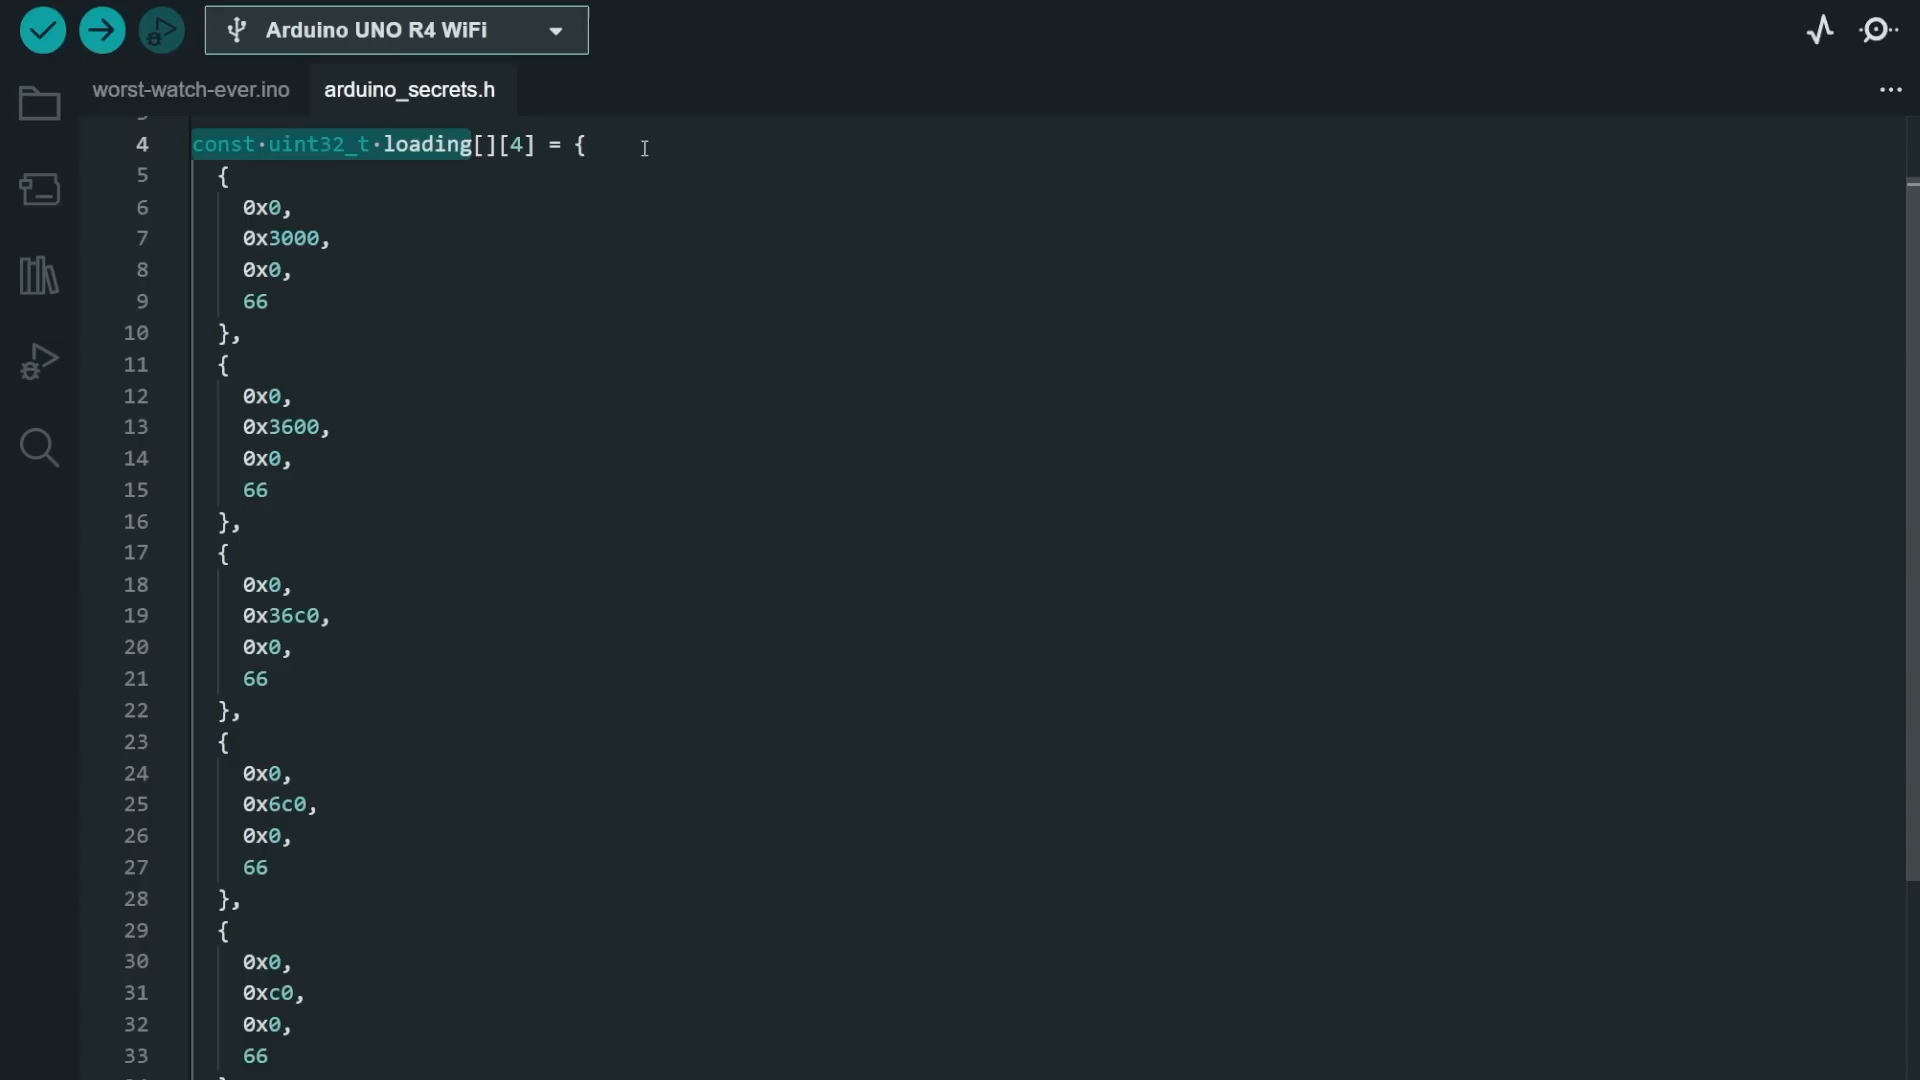 Arduino UNO R4 WiFi
worst-watch-ever.ino
arduino_secrets.h
4 const·uint32_t·loading[][4] = {
5 {
6 0x0,
7 0x3000,
8 0x0,
9 66
10 },
11 {
12 0x0,
13 0x3600,
14 0x0,
15 66
16 },
17 {
18 0x0,
19 0x36c0,
20 0x0,
21 66
22 },
23 {
24 0x0,
25 0x6c0,
26 0x0,
27 66
28 },
29 {
30 0x0,
31 0xc0,
32 0x0,
33 66